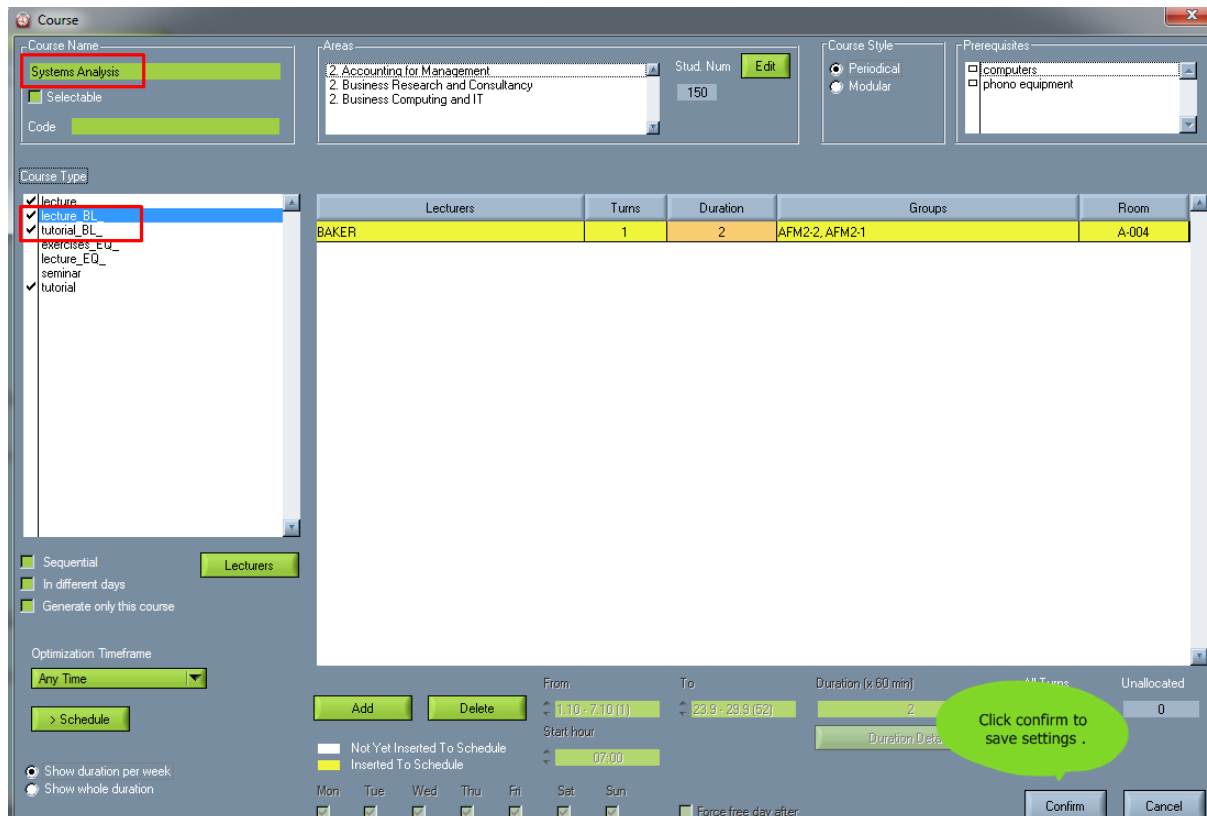 Course
Course Name
Systems Analysis
Selectable
Code
Areas
2. Accounting for Management
2. Business Research and Consultancy
2. Business Computing and IT
Stud. Num
Edit
150
Course Style
Periodical
Modular
Prerequisites
computers
phono equipment
Course Type
lecture
lecture_BL_
tutorial_BL_
exercises_EQ_
lecture_EQ_
seminar
tutorial
Lecturers Turns Duration Groups Room
BAKER 1 2 AFM2-2, AFM2-1 A-004
Sequential
Lecturers
In different days
Generate only this course
Optimization Timeframe
Any Time
> Schedule
Show duration per week
Show whole duration
Add
Delete
Not Yet Inserted To Schedule
Inserted To Schedule
From
1.10 - 7.10 (1)
To
23.9 - 29.9 (52)
Start hour
07:00
Duration (x 60 min)
2
Duration Deta
All Turns
Unallocated
0
Click confirm to
save settings .
Mon Tue Wed Thu Fri Sat Sun
Force free day after
Confirm
Cancel